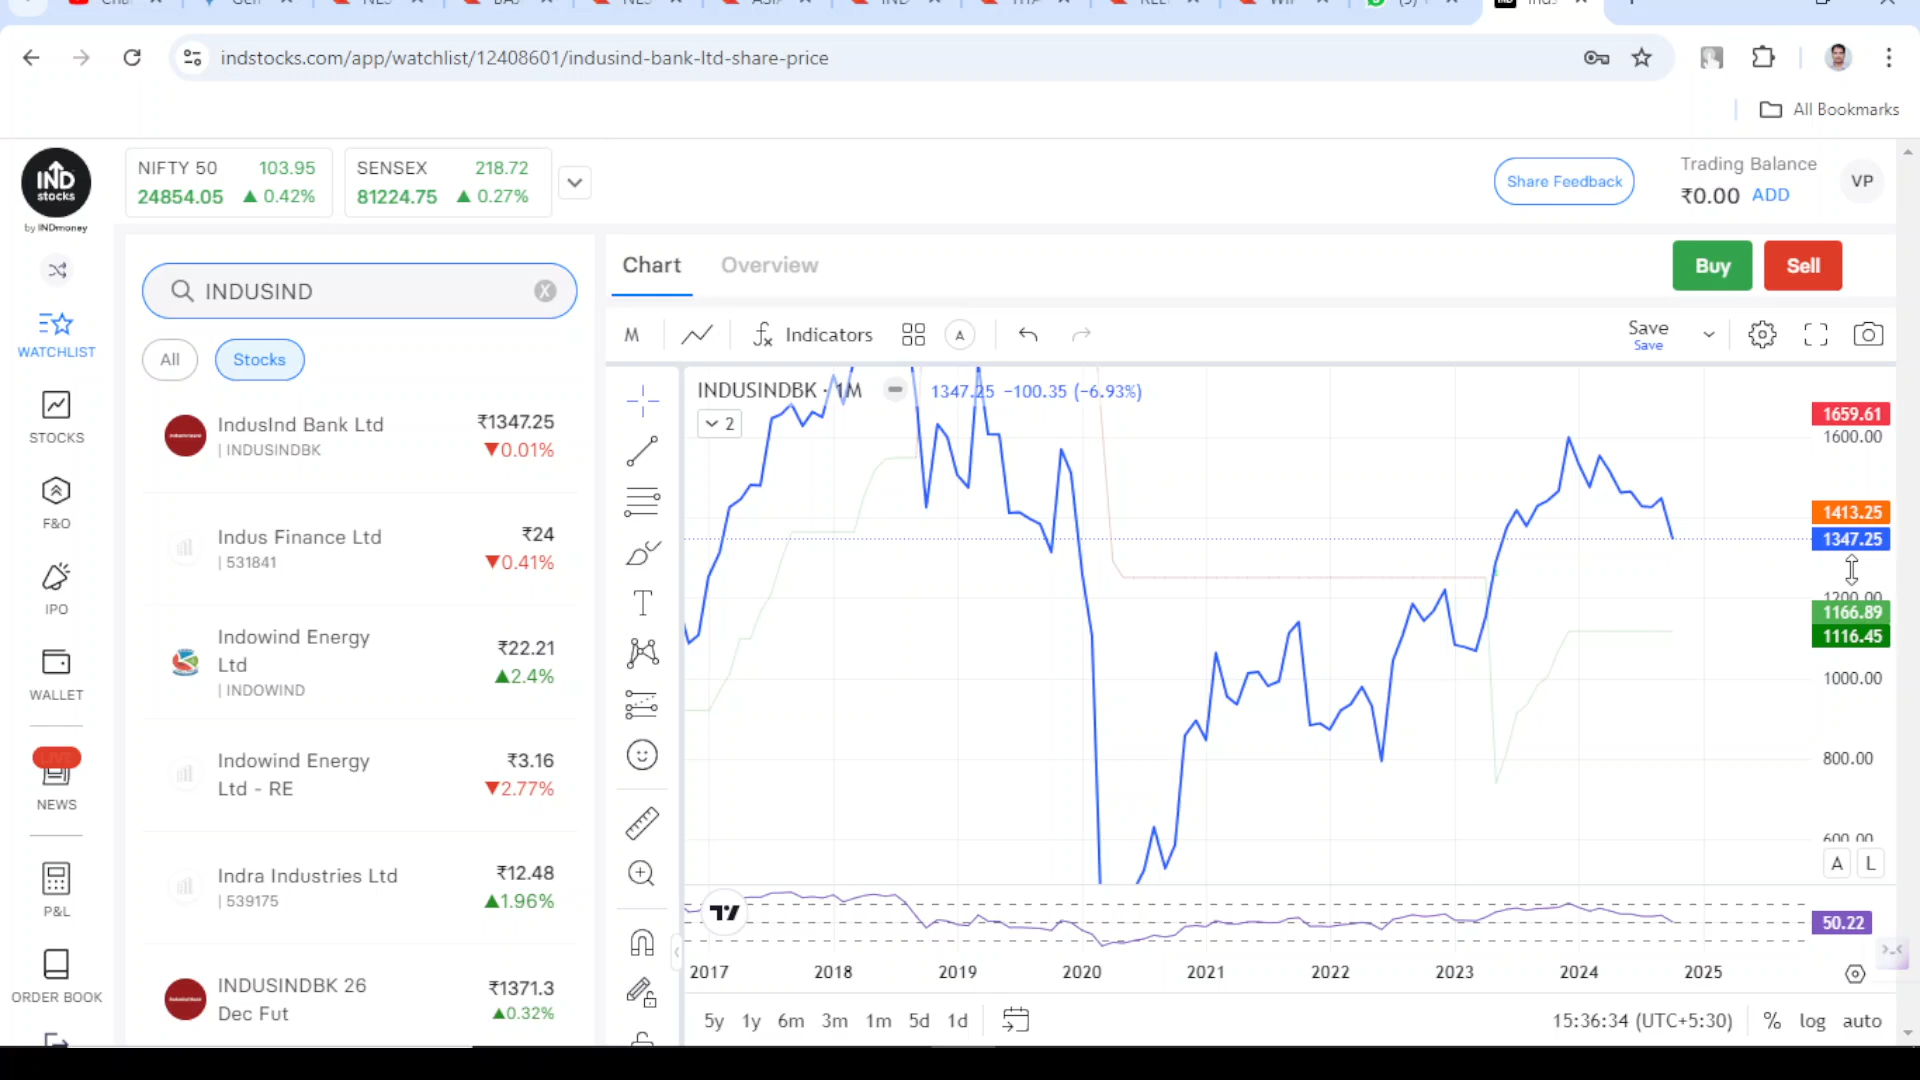 indstocks.com/app/watchlist/12408601/indusind-bank-ltd-share-price
All Bookmarks
IND
stocks
by INDmoney
NIFTY 50 103.95
24854.05 ▲ 0.42%
SENSEX 218.72
81224.75 ▲ 0.27%
Share Feedback
Trading Balance
₹0.00 ADD
VP
WATCHLIST
STOCKS
F&O
IPO
WALLET
LIVE
NEWS
P&L
ORDER BOOK
INDUSIND
All
Stocks
IndusInd Bank Ltd ₹1347.25
| INDUSINDBK ▼0.01%
Indus Finance Ltd ₹24
| 531841 ▼0.41%
Indowind Energy
Ltd ₹22.21
| INDOWIND ▲2.4%
Indowind Energy ₹3.16
Ltd - RE ▼2.77%
Indra Industries Ltd ₹12.48
| 539175 ▲1.96%
INDUSINDBK 26 ₹1371.3
Dec Fut ▲0.32%
Chart
Overview
Buy
Sell
M
Indicators
A
Save
Save
INDUSINDBK · 1M 1347.25 −100.35 (−6.93%)
2
1659.61
1600.00
1413.25
1347.25
1200.00
1166.89
1116.45
1000.00
800.00
600.00
A L
50.22
2017 2018 2019 2020 2021 2022 2023 2024 2025
5y 1y 6m 3m 1m 5d 1d
15:36:34 (UTC+5:30) % log auto